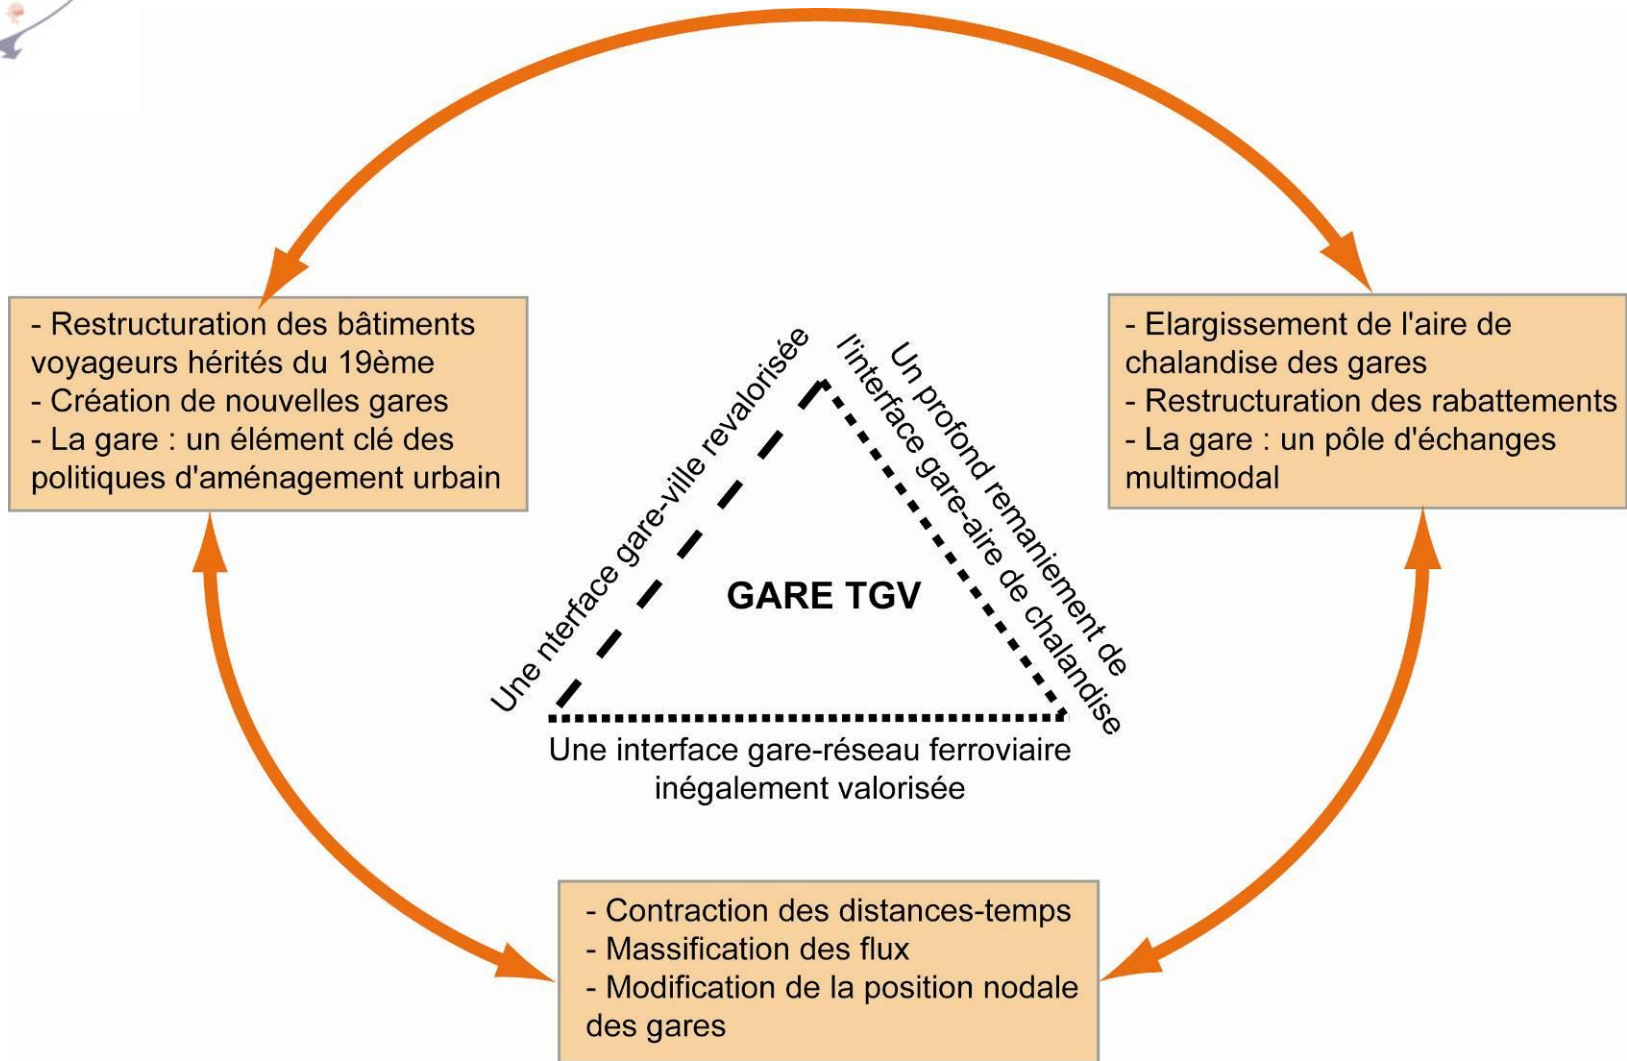 - Restructuration des bâtiments
voyageurs hérités du 19ème
- Création de nouvelles gares
- La gare : un élément clé des
politiques d'aménagement urbain
- Elargissement de l'aire de
chalandise des gares
- Restructuration des rabattements
- La gare : un pôle d'échanges
multimodal
Une nterface gare-ville revalorisée
Un profond remaniement de
l'interface gare-aire de chalandise
GARE TGV
Une interface gare-réseau ferroviaire
inégalement valorisée
- Contraction des distances-temps
- Massification des flux
- Modification de la position nodale
des gares